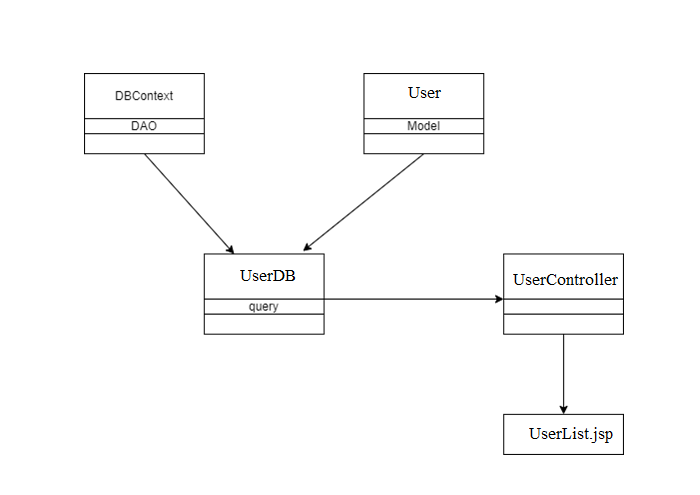 DBContext
DAO
User
Model
UserDB
query
UserController
UserList.jsp